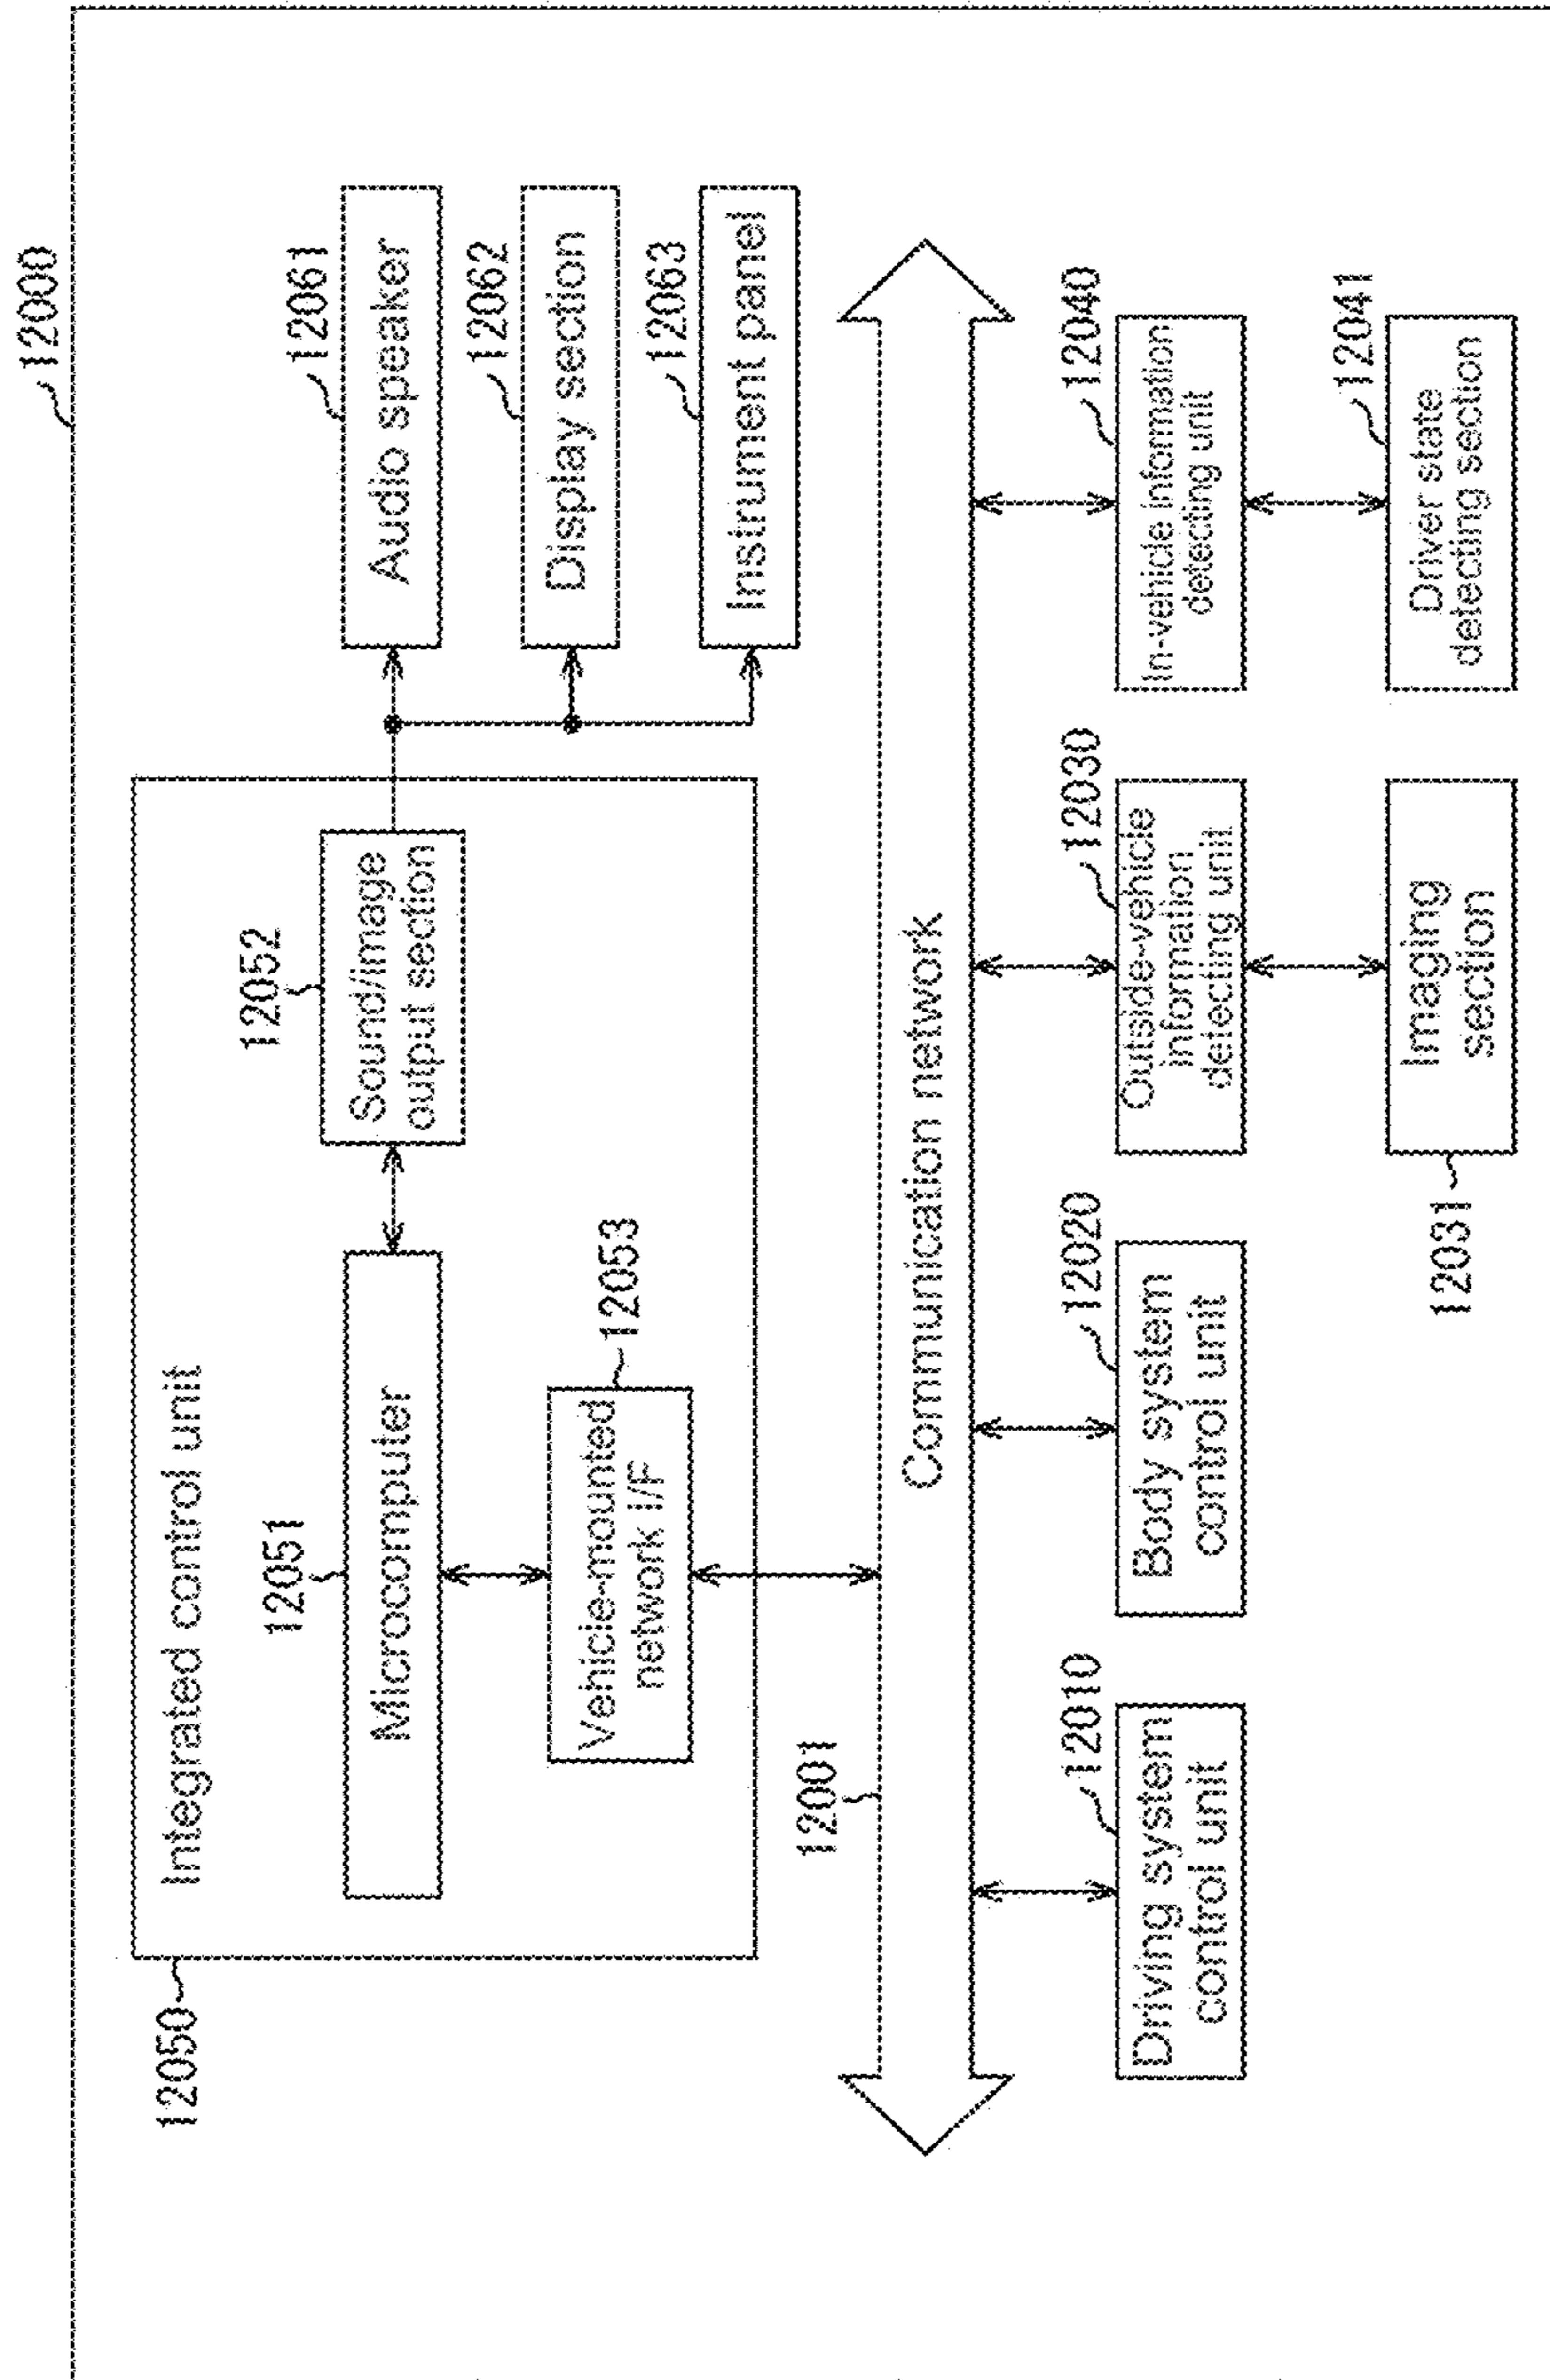 12000
12050
Integrated control unit
12051
Microcomputer
12052
Sound/image
output section
12053
Vehicle-mounted
network I/F
12061
Audio speaker
12062
Display section
12063
Instrument panel
12001
Communication network
12010
Driving system
control unit
12020
Body system
control unit
12030
Outside-vehicle
information
detecting unit
12040
In-vehicle information
detecting unit
12031
Imaging
section
12041
Driver state
detecting section